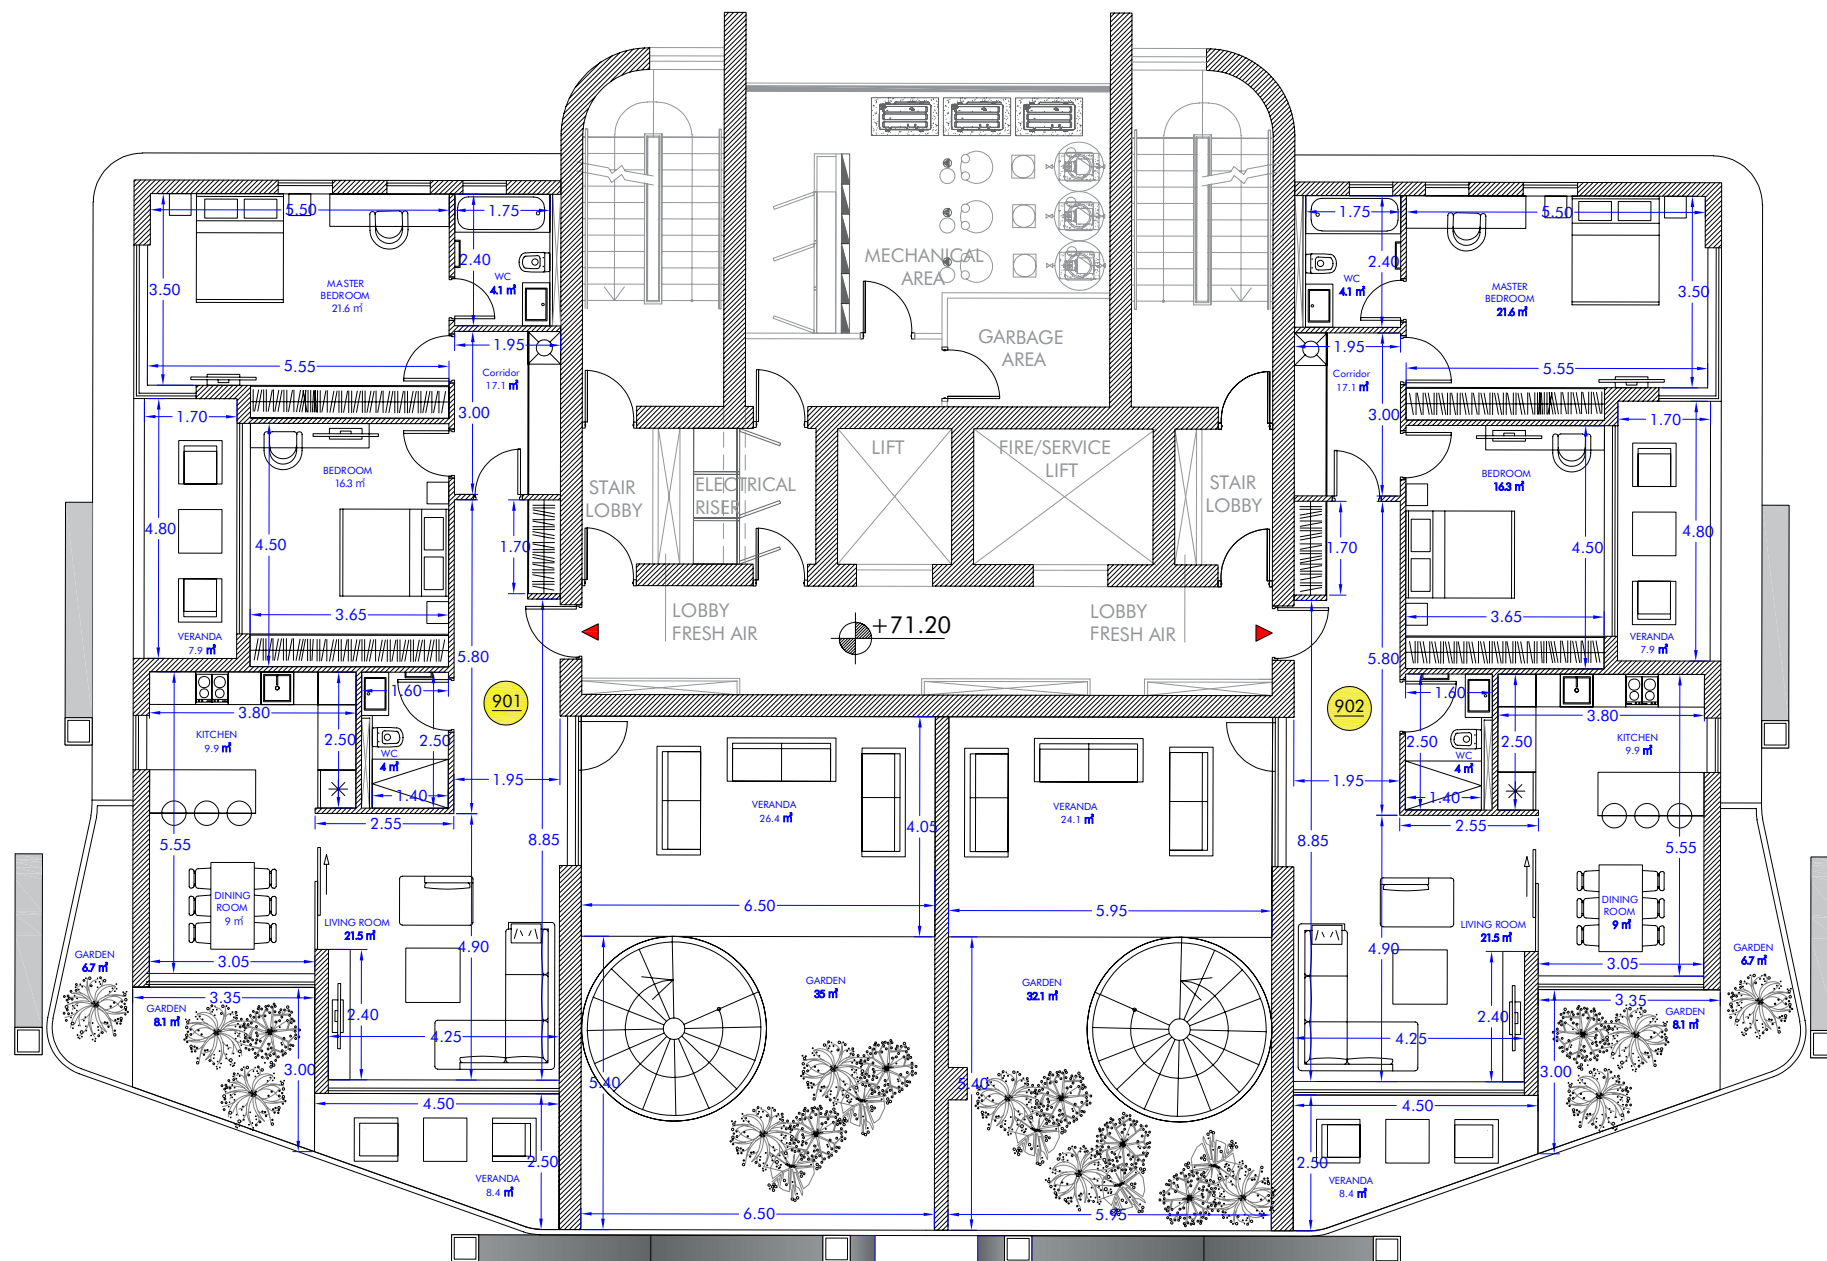 5.50
1.75
2.40
WC
4.1 ㎡
3.50
MASTER
BEDROOM
21.6 ㎡
5.55
1.95
Corridor
17.1 ㎡
3.00
1.70
BEDROOM
16.3 ㎡
4.80
4.50
1.70
3.65
VERANDA
7.9 ㎡
5.80
901
1.60
3.80
KITCHEN
9.9 ㎡
2.50
2.50
WC
4 ㎡
1.40
1.95
2.55
5.55
8.85
DINING
ROOM
9 ㎡
LIVING ROOM
21.5 ㎡
4.90
3.05
GARDEN
6.7 ㎡
3.35
GARDEN
8.1 ㎡
2.40
4.25
3.00
4.50
2.50
VERANDA
8.4 ㎡
MECHANICAL
AREA
GARBAGE
AREA
LIFT
FIRE/SERVICE
LIFT
STAIR
LOBBY
ELECTRICAL
RISER
STAIR
LOBBY
LOBBY
FRESH AIR
+71.20
LOBBY
FRESH AIR
VERANDA
26.4 ㎡
4.05
VERANDA
24.1 ㎡
6.50
5.95
GARDEN
35 ㎡
GARDEN
32.1 ㎡
5.40
5.40
6.50
5.95
1.75
5.50
2.40
WC
4.1 ㎡
MASTER
BEDROOM
21.6 ㎡
3.50
1.95
5.55
Corridor
17.1 ㎡
3.00
1.70
BEDROOM
16.3 ㎡
1.70
4.50
4.80
3.65
VERANDA
7.9 ㎡
5.80
902
1.60
3.80
KITCHEN
9.9 ㎡
2.50
2.50
WC
4 ㎡
1.40
1.95
2.55
8.85
5.55
DINING
ROOM
9 ㎡
LIVING ROOM
21.5 ㎡
4.90
3.05
GARDEN
6.7 ㎡
3.35
GARDEN
8.1 ㎡
2.40
4.25
3.00
4.50
2.50
VERANDA
8.4 ㎡